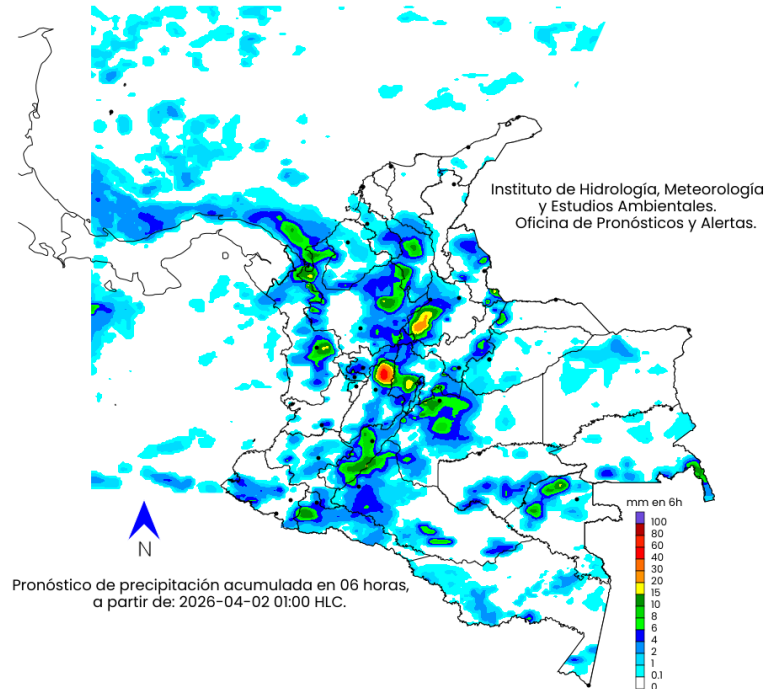 Instituto de Hidrología, Meteorología
y Estudios Ambientales.
Oficina de Pronósticos y Alertas.
N
Pronóstico de precipitación acumulada en 06 horas,
a partir de: 2026-04-02 01:00 HLC.
mm en 6h
100
80
60
40
30
20
15
10
8
6
4
2
1
0.1
0